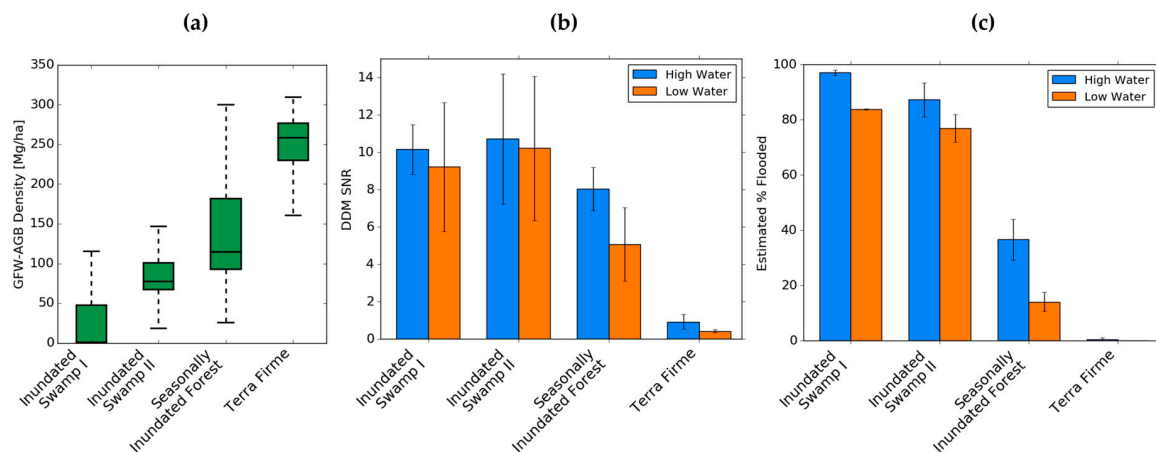 (a)
(b)
(c)
GFW-AGB Density [Mg/ha]
350
300
250
200
150
100
50
0
Inundated
Swamp I
Inundated
Swamp II
Seasonally
Inundated Forest
Terra Firme
DDM SNR
14
12
10
8
6
4
2
0
High Water
Low Water
Inundated
Swamp I
Inundated
Swamp II
Seasonally
Inundated Forest
Terra Firme
Estimated % Flooded
100
80
60
40
20
0
High Water
Low Water
Inundated
Swamp I
Inundated
Swamp II
Seasonally
Inundated Forest
Terra Firme